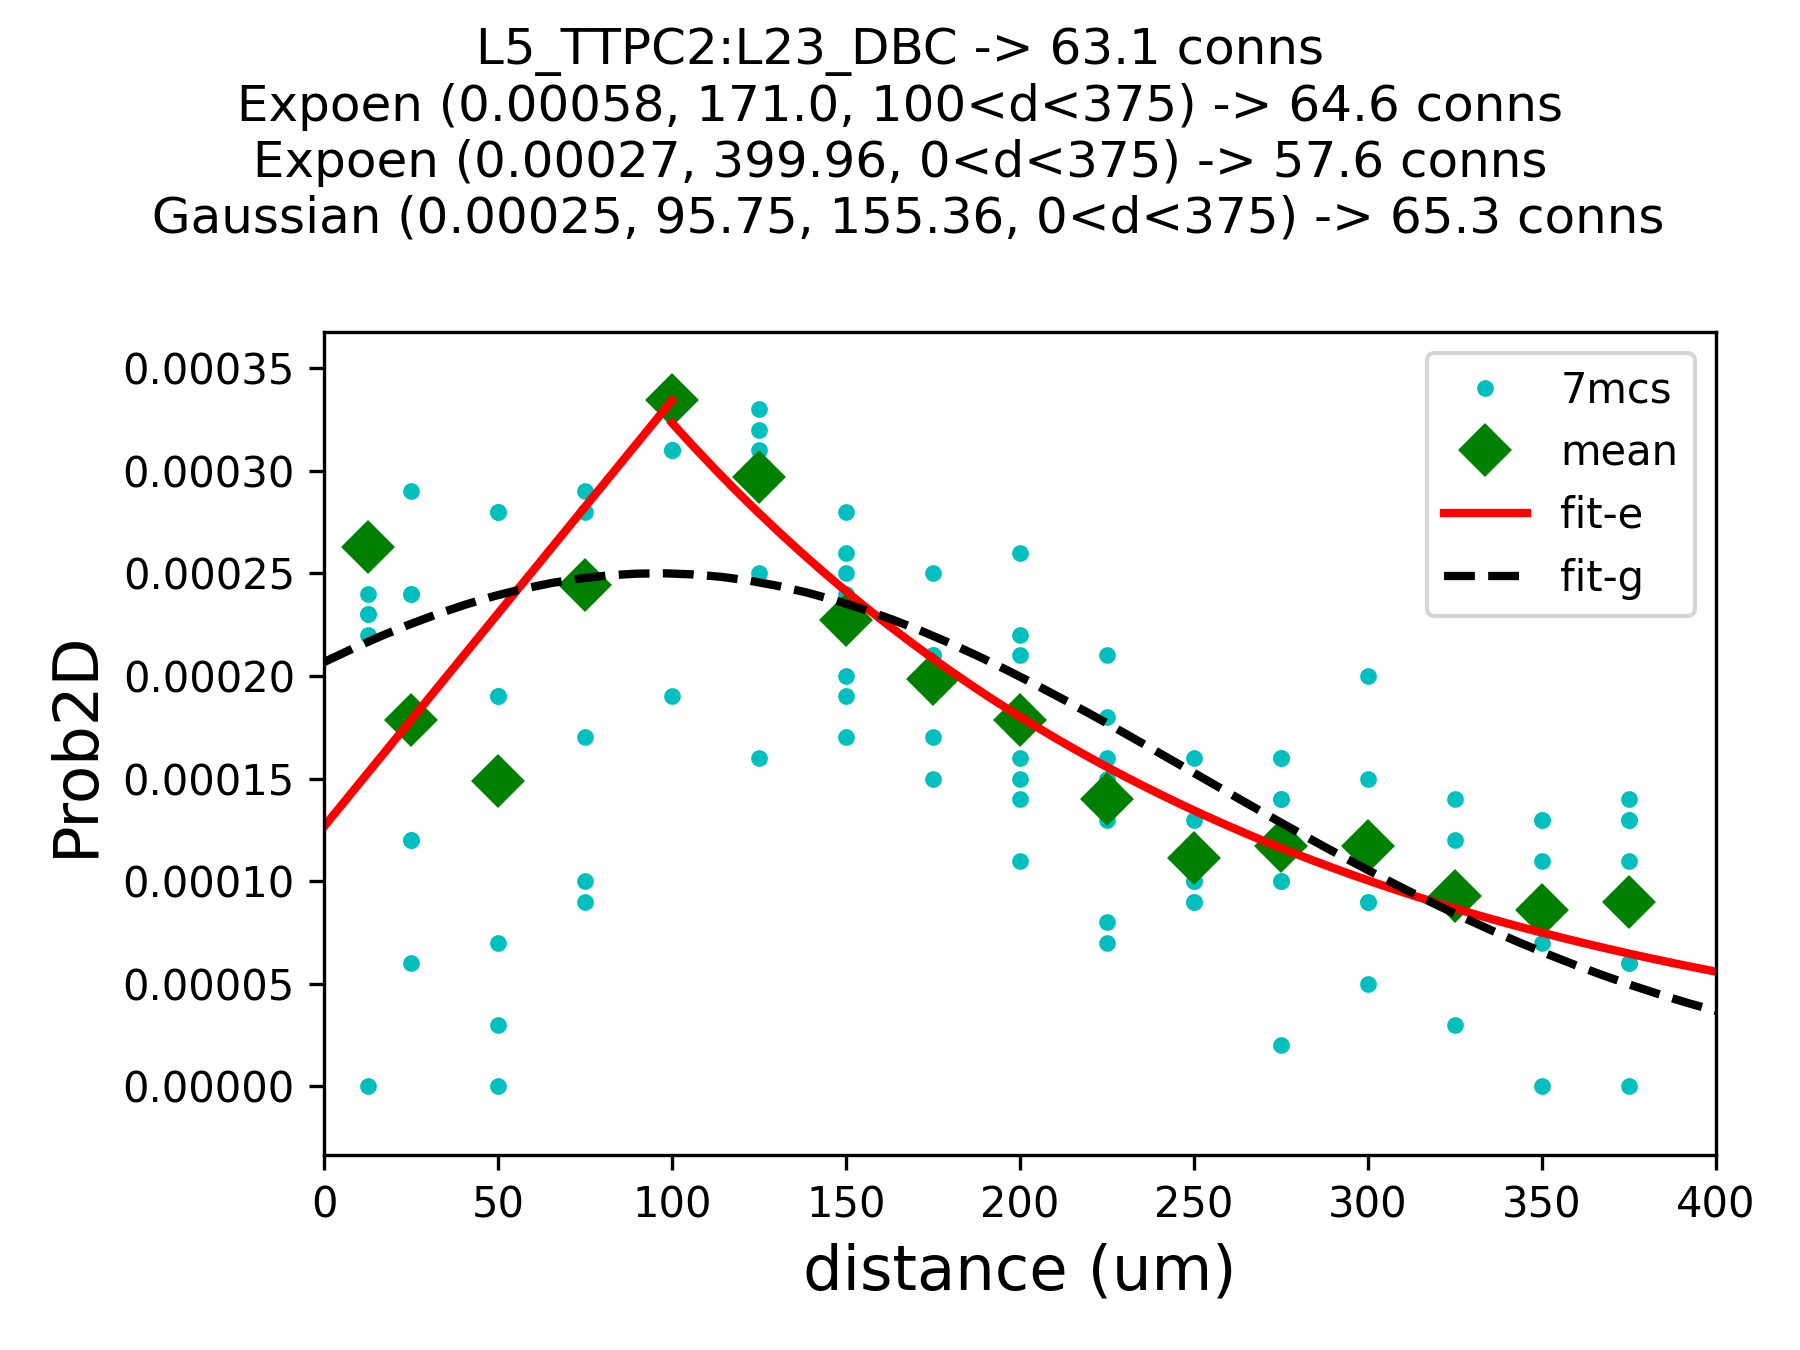 L5_TTPC2:L23_DBC -> 63.1 conns
Expoen (0.00058, 171.0, 100<d<375) -> 64.6 conns
Expoen (0.00027, 399.96, 0<d<375) -> 57.6 conns
Gaussian (0.00025, 95.75, 155.36, 0<d<375) -> 65.3 conns
7mcs
mean
fit-e
fit-g
Prob2D
0.00035
0.00030
0.00025
0.00020
0.00015
0.00010
0.00005
0.00000
0 50 100 150 200 250 300 350 400
distance (um)